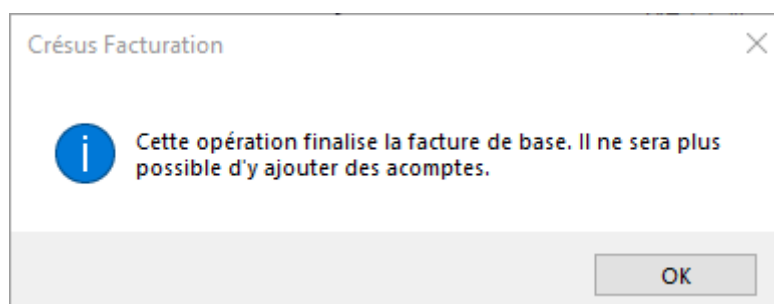 Crésus Facturation
Cette opération finalise la facture de base. Il ne sera plus
possible d'y ajouter des acomptes.
OK